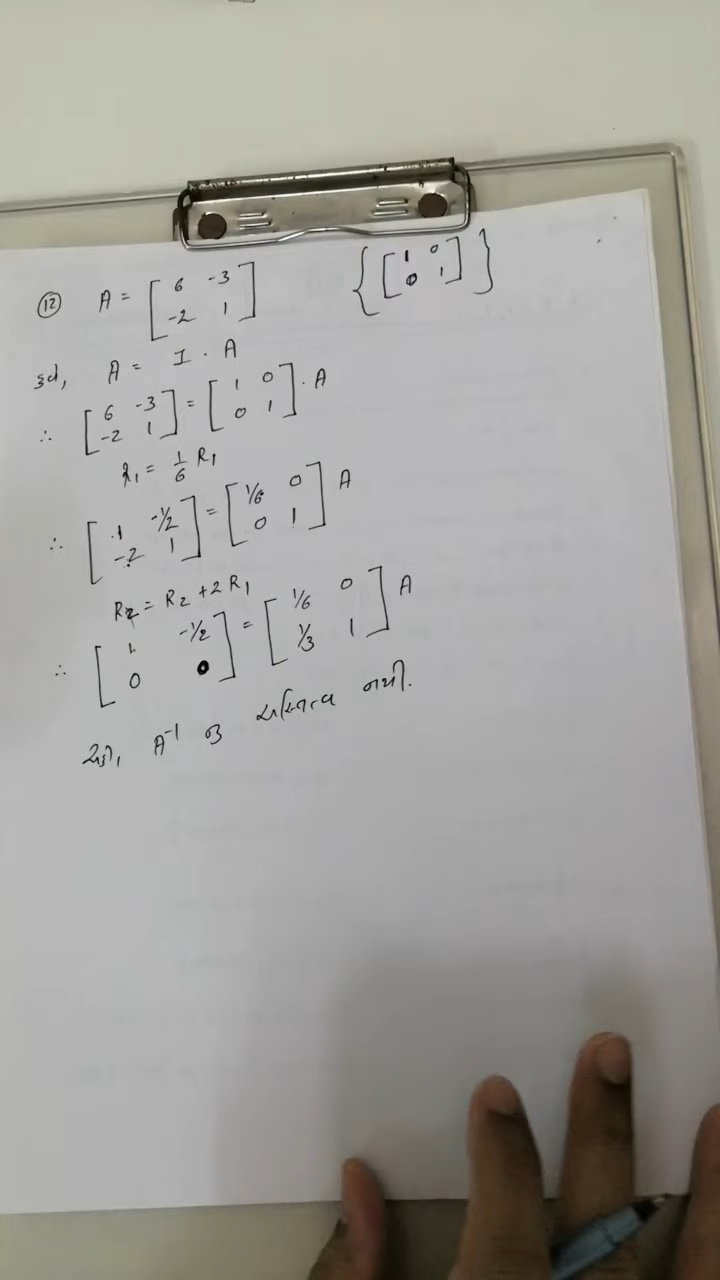 12 A = [6 -3; -2 1] {[1 0; 0 1]}
હવે, A = I . A
∴ [6 -3; -2 1] = [1 0; 0 1] . A
R₁ = 1/6 R₁
∴ [1 -1/2; -2 1] = [1/6 0; 0 1] A
R₂ = R₂ + 2 R₁
∴ [1 -1/2; 0 0] = [1/6 0; 1/3 1] A
A⁻¹ નું અસ્તિત્વ નથી.